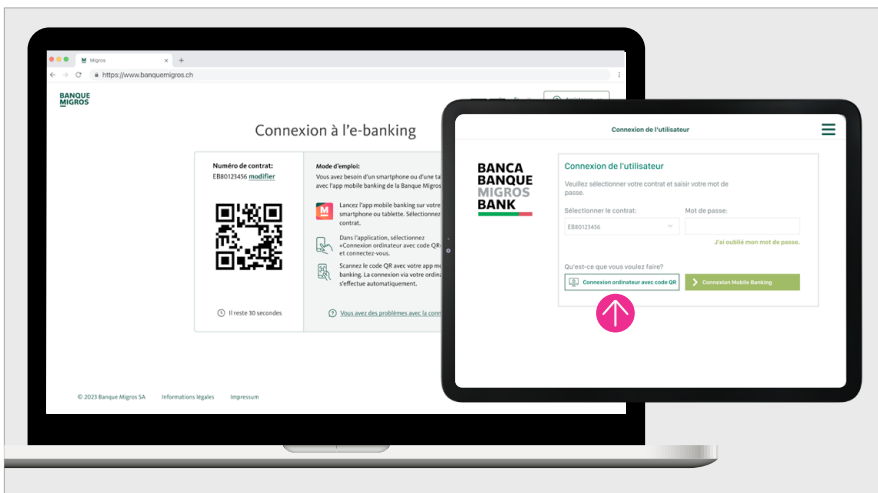 Migros
https://www.banquemigros.ch
BANQUE
MIGROS
Connexion à l'e-banking
Numéro de contrat:
EB80123456 modifier
Il reste 30 secondes
Mode d'emploi:
Vous avez besoin d'un smartphone ou d'une
avec l'app mobile banking de la Banque Migros
Lancez l'app mobile banking sur votre
smartphone ou tablette. Sélectionnez
contrat.
Dans l'application, sélectionnez
«Connexion ordinateur avec code QR»
et connectez-vous.
Scannez le code QR avec votre app
banking. La connexion via votre
s'effectue automatiquement.
Vous avez des problèmes avec la
© 2023 Banque Migros SA Informations légales Impressum
Connexion de l'utilisateur
BANCA
BANQUE
MIGROS
BANK
Connexion de l'utilisateur
Veuillez sélectionner votre contrat et saisir votre mot de
passe.
Sélectionner le contrat: Mot de passe:
EB80123456
J'ai oublié mon mot de passe.
Qu'est-ce que vous voulez faire?
Connexion ordinateur avec code QR
Connexion Mobile Banking